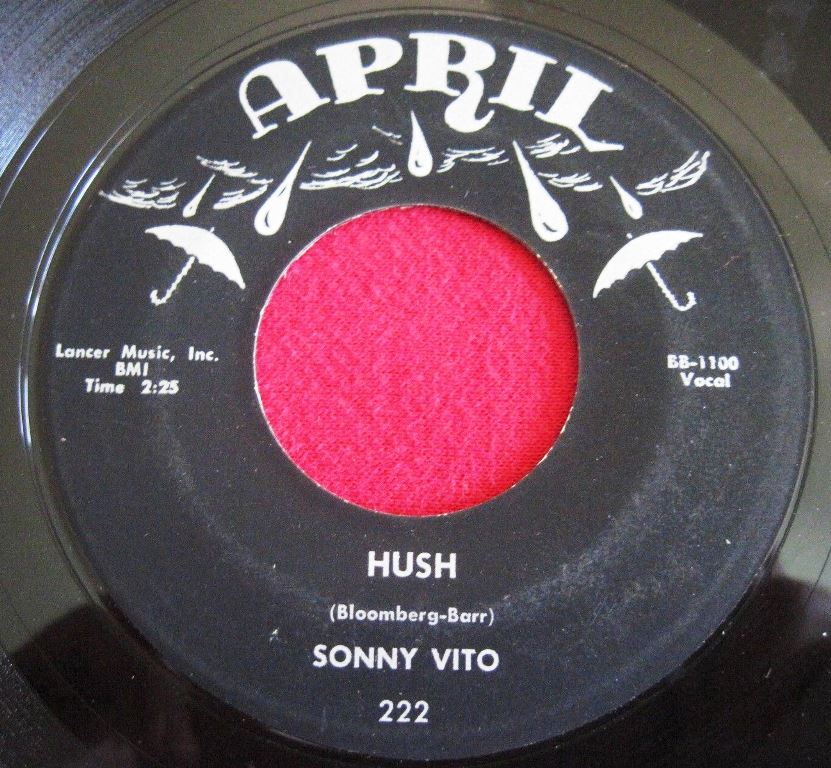 APRIL
Lancer Music, Inc.
BMI
Time 2:25
BB-1100
Vocal
HUSH
(Bloomberg-Barr)
SONNY VITO
222